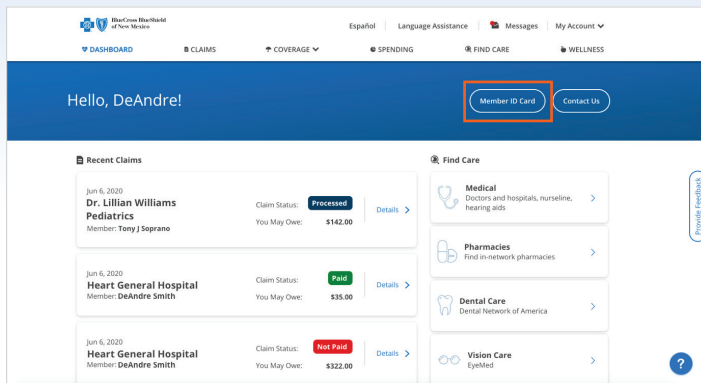 BlueCross BlueShield
of New Mexico
Español Language Assistance Messages My Account
DASHBOARD CLAIMS COVERAGE SPENDING FIND CARE WELLNESS
Hello, DeAndre!
Member ID Card Contact Us
Recent Claims
Jun 6, 2020
Dr. Lillian Williams
Pediatrics
Member: Tony J Soprano
Claim Status: Processed
You May Owe: $142.00
Details
Jun 6, 2020
Heart General Hospital
Member: DeAndre Smith
Claim Status: Paid
You May Owe: $35.00
Details
Jun 6, 2020
Heart General Hospital
Member: DeAndre Smith
Claim Status: Not Paid
You May Owe: $322.00
Details
Find Care
Medical
Doctors and hospitals, nurseline,
hearing aids
Pharmacies
Find in-network pharmacies
Dental Care
Dental Network of America
Vision Care
EyeMed
Provide Feedback
?